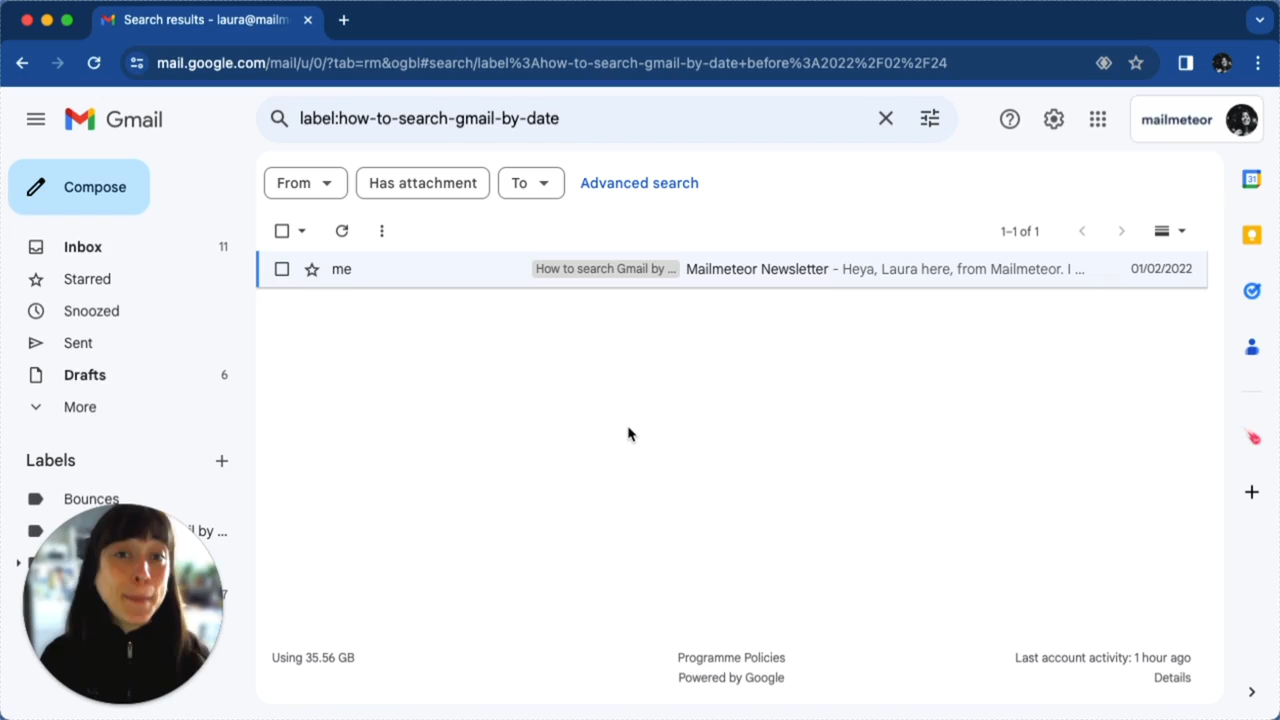 Search results - laura@mailm
mail.google.com/mail/u/0/?tab=rm&ogbl#search/label%3Ahow-to-search-gmail-by-date+before%3A2022%2F02%2F24
Gmail
label:how-to-search-gmail-by-date
mailmeteor
Compose
From
Has attachment
To
Advanced search
1–1 of 1
me
How to search Gmail by ...
Mailmeteor Newsletter - Heya, Laura here, from Mailmeteor. I ...
01/02/2022
Inbox 11
Starred
Snoozed
Sent
Drafts 6
More
Labels
Bounces
il by ...
7
31
Using 35.56 GB
Programme Policies
Powered by Google
Last account activity: 1 hour ago
Details